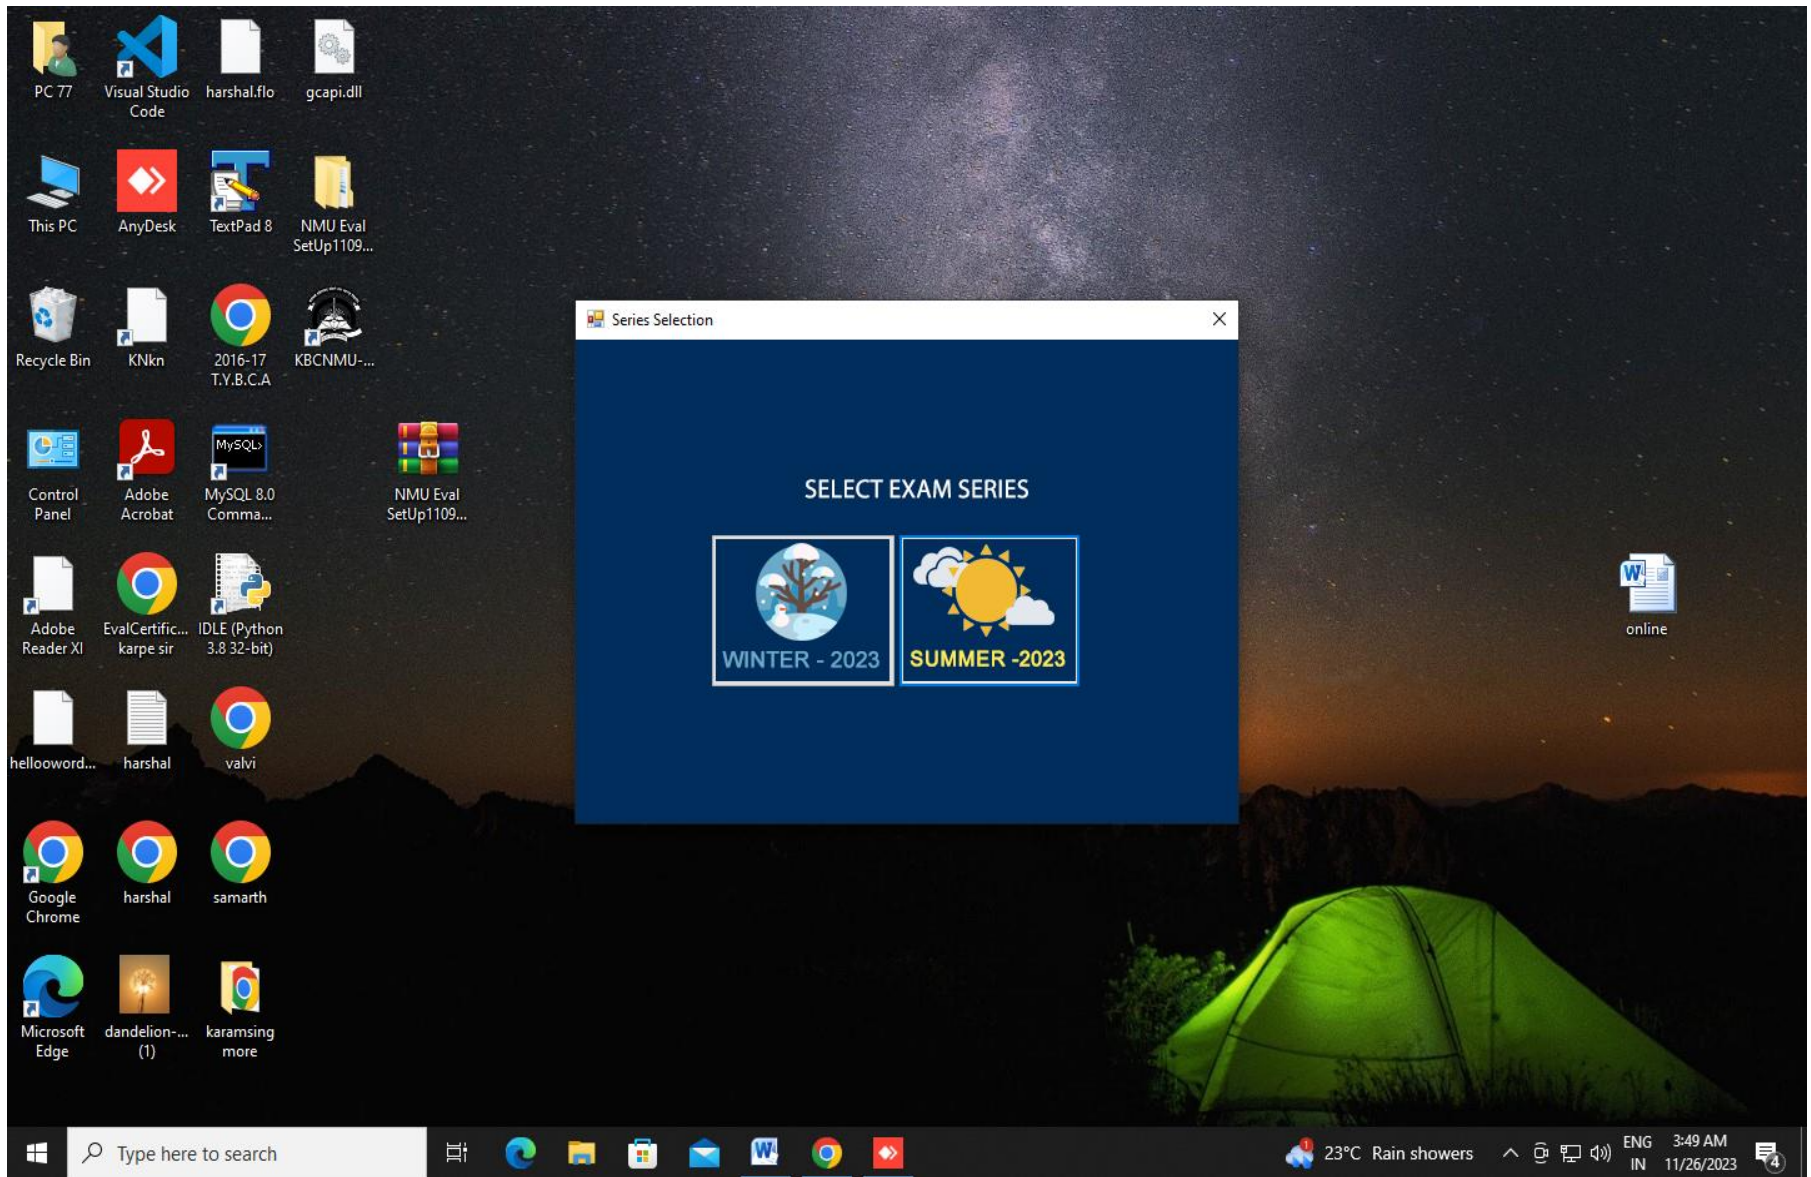 PC 77
Visual Studio
Code
harshal.flo
gcapi.dll
This PC
AnyDesk
TextPad 8
NMU Eval
SetUp1109...
Recycle Bin
KNkn
2016-17
T.Y.B.C.A
KBCNMU-...
Control
Panel
Adobe
Acrobat
MySQL>
MySQL 8.0
Comma...
NMU Eval
SetUp1109...
Adobe
Reader XI
EvalCertific...
karpe sir
IDLE (Python
3.8 32-bit)
hellooword...
harshal
valvi
Google
Chrome
harshal
samarth
Microsoft
Edge
dandelion-...
(1)
karamsing
more
Series Selection
SELECT EXAM SERIES
WINTER - 2023
SUMMER -2023
W
online
Type here to search
W
1
23°C Rain showers
ENG
IN
3:49 AM
11/26/2023
4